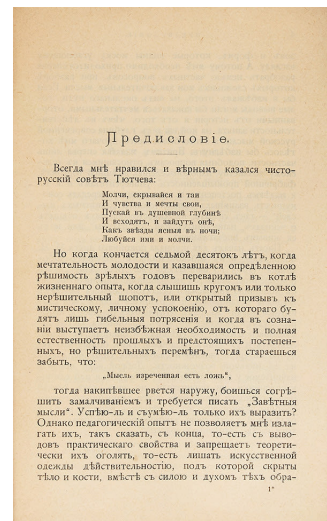 Предисловіе.
Всегда мнѣ нравился и вѣрнымъ казался чисто-
русскій совѣтъ Тютчева:
Молчи, скрывайся и таи
И чувства и мечты свои,
Пускай въ душевной глубинѣ
И всходятъ, и зайдутъ онѣ,
Какъ звѣзды ясныя въ ночи;
Любуйся ими и молчи.
Но когда кончается седьмой десятокъ лѣтъ, когда
мечтательность молодости и казавшаяся опредѣленною
рѣшимость зрѣлыхъ годовъ переварились въ котлѣ
жизненнаго опыта, когда слышишь кругомъ или только
нерѣшительный шопотъ, или открытый призывъ къ
мистическому, личному успокоенію, отъ котораго бу-
дятъ лишь гибельныя потрясенія и когда въ созна-
ніи выступаетъ неизбѣжная необходимость и полная
естественность прошлыхъ и предстоящихъ постепен-
ныхъ, но рѣшительныхъ перемѣнъ, тогда стараешься
забыть, что:
„Мысль изреченная есть ложь“,
тогда накипѣвшее рвется наружу, боишься согрѣ-
шить замалчиваніемъ и требуется писать „Завѣтныя
мысли“. Успѣю-ль и съумѣю-ль только ихъ выразить?
Однако педагогическій опытъ не позволяетъ мнѣ изла-
гать ихъ, такъ сказать, съ конца, то-есть съ выво-
довъ практическаго свойства и запрещаетъ теорети-
чески ихъ оголять, то-есть лишать искусственной
одежды дѣйствительностію, подъ которой скрыты
тѣло и кости, вмѣстѣ съ силою и духомъ тѣхъ обра-
1*